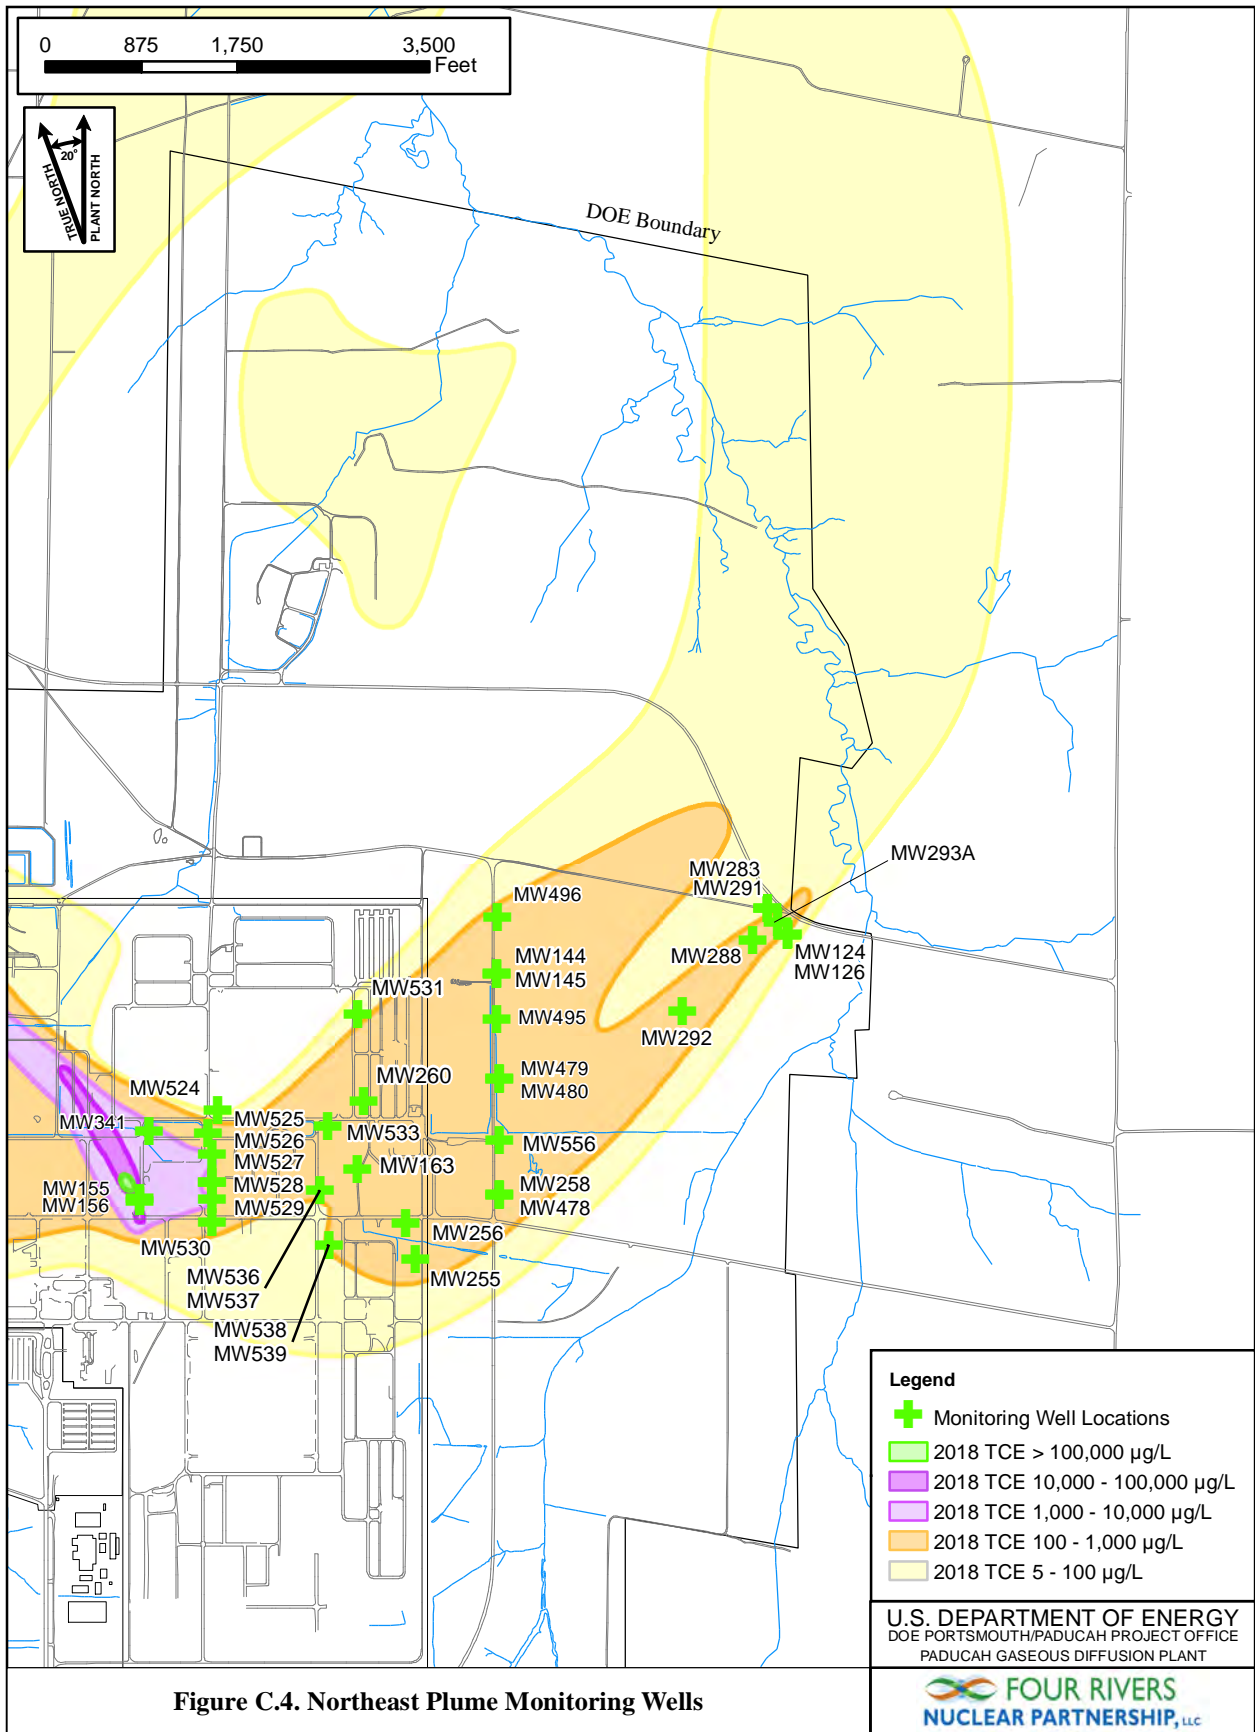 0 875 1,750 3,500
Feet
20°
TRUE NORTH
PLANT NORTH
DOE Boundary
MW293A
MW283
MW291
MW496
MW288
MW124
MW126
MW144
MW145
MW531
MW495
MW292
MW479
MW480
MW260
MW524
MW525
MW341
MW533
MW526
MW556
MW527
MW163
MW528
MW155
MW156
MW258
MW478
MW529
MW530
MW256
MW255
MW536
MW537
MW538
MW539
Legend
Monitoring Well Locations
2018 TCE > 100,000 µg/L
2018 TCE 10,000 - 100,000 µg/L
2018 TCE 1,000 - 10,000 µg/L
2018 TCE 100 - 1,000 µg/L
2018 TCE 5 - 100 µg/L
U.S. DEPARTMENT OF ENERGY
DOE PORTSMOUTH/PADUCAH PROJECT OFFICE
PADUCAH GASEOUS DIFFUSION PLANT
Figure C.4. Northeast Plume Monitoring Wells
FOUR RIVERS
NUCLEAR PARTNERSHIP, LLC